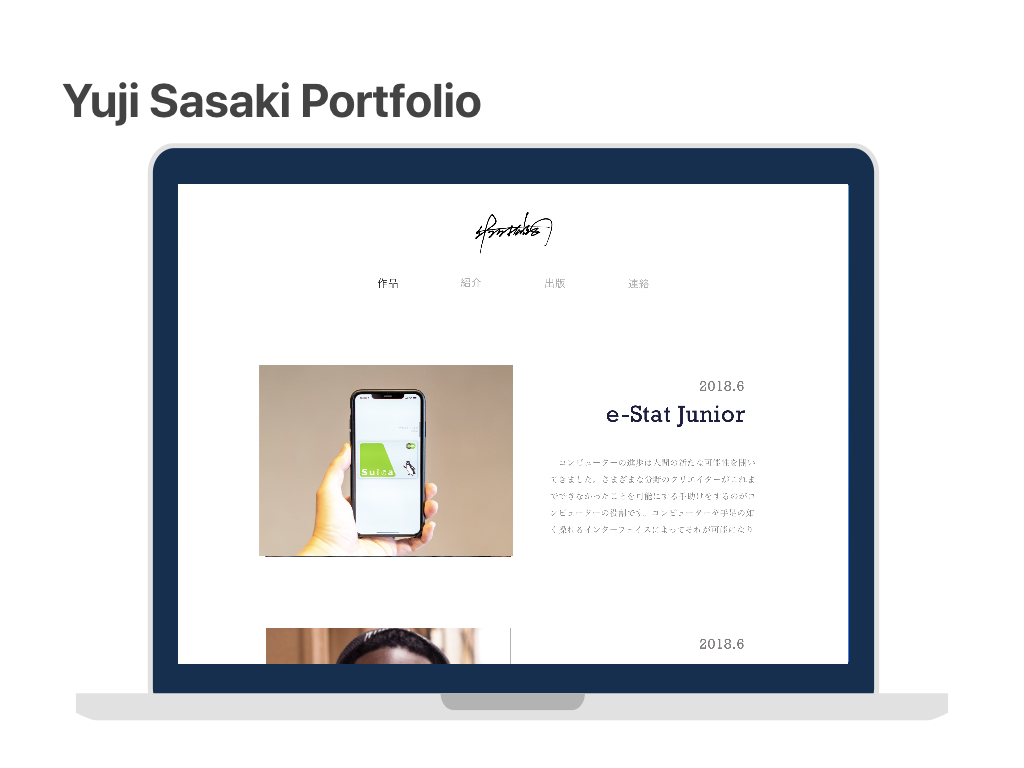 Yuji Sasaki Portfolio
作品 紹介 出版 連絡
Suica
2018.6
e-Stat Junior
コンピューターの進歩は人間の新たな可能性を開い
てきました。さまざまな分野のクリエイターがこれま
でできなかったことを可能にする手助けをするのがコ
ンピューターの役割です。コンピューターを手足の如
く操れるインターフェイスによってそれが可能になり
2018.6